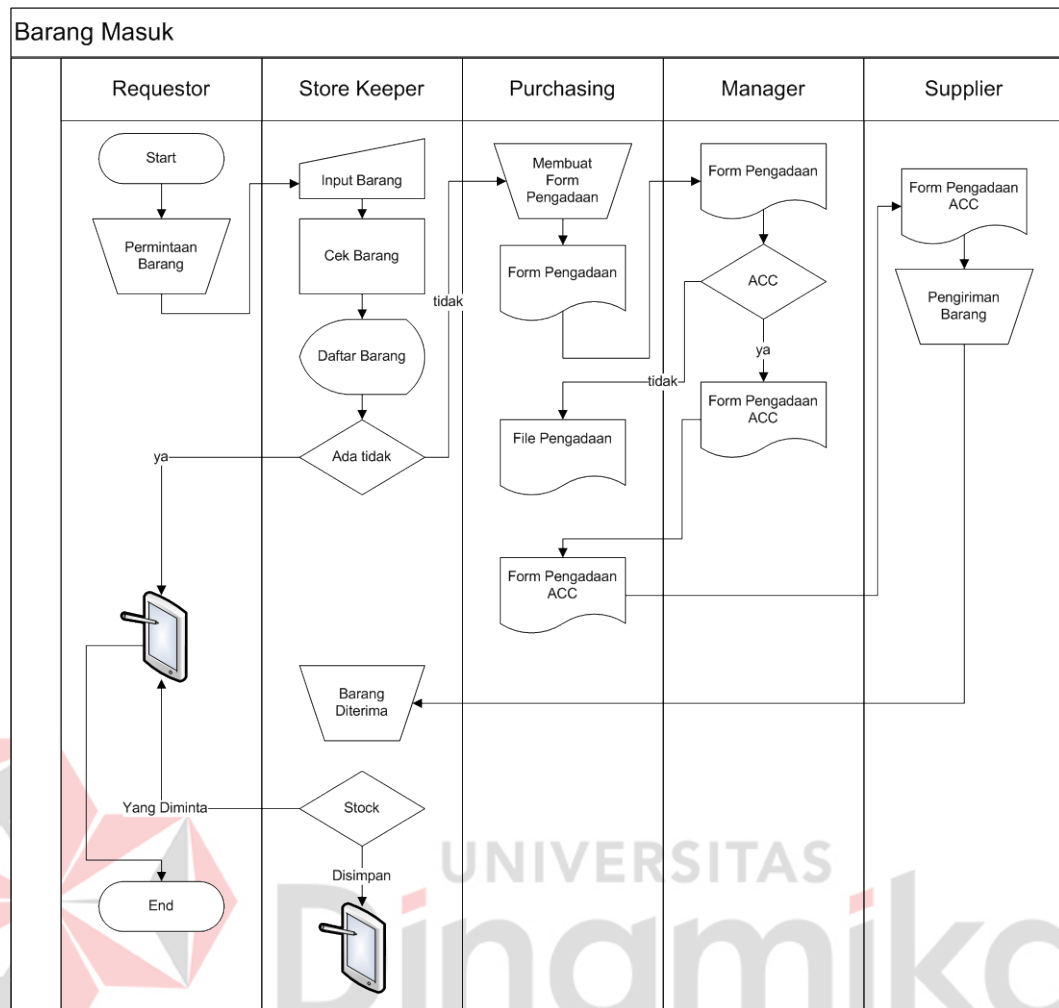 Barang Masuk
Requestor
Store Keeper
Purchasing
Manager
Supplier
Start
Permintaan
Barang
Input Barang
Cek Barang
Daftar Barang
Ada tidak
ya
tidak
Membuat
Form
Pengadaan
Form Pengadaan
tidak
File Pengadaan
Form Pengadaan
ACC
Form Pengadaan
ACC
ya
Form Pengadaan
ACC
Form Pengadaan
ACC
Pengiriman
Barang
Barang
Diterima
Stock
Yang Diminta
Disimpan
End
UNIVERSITAS
Dinamika